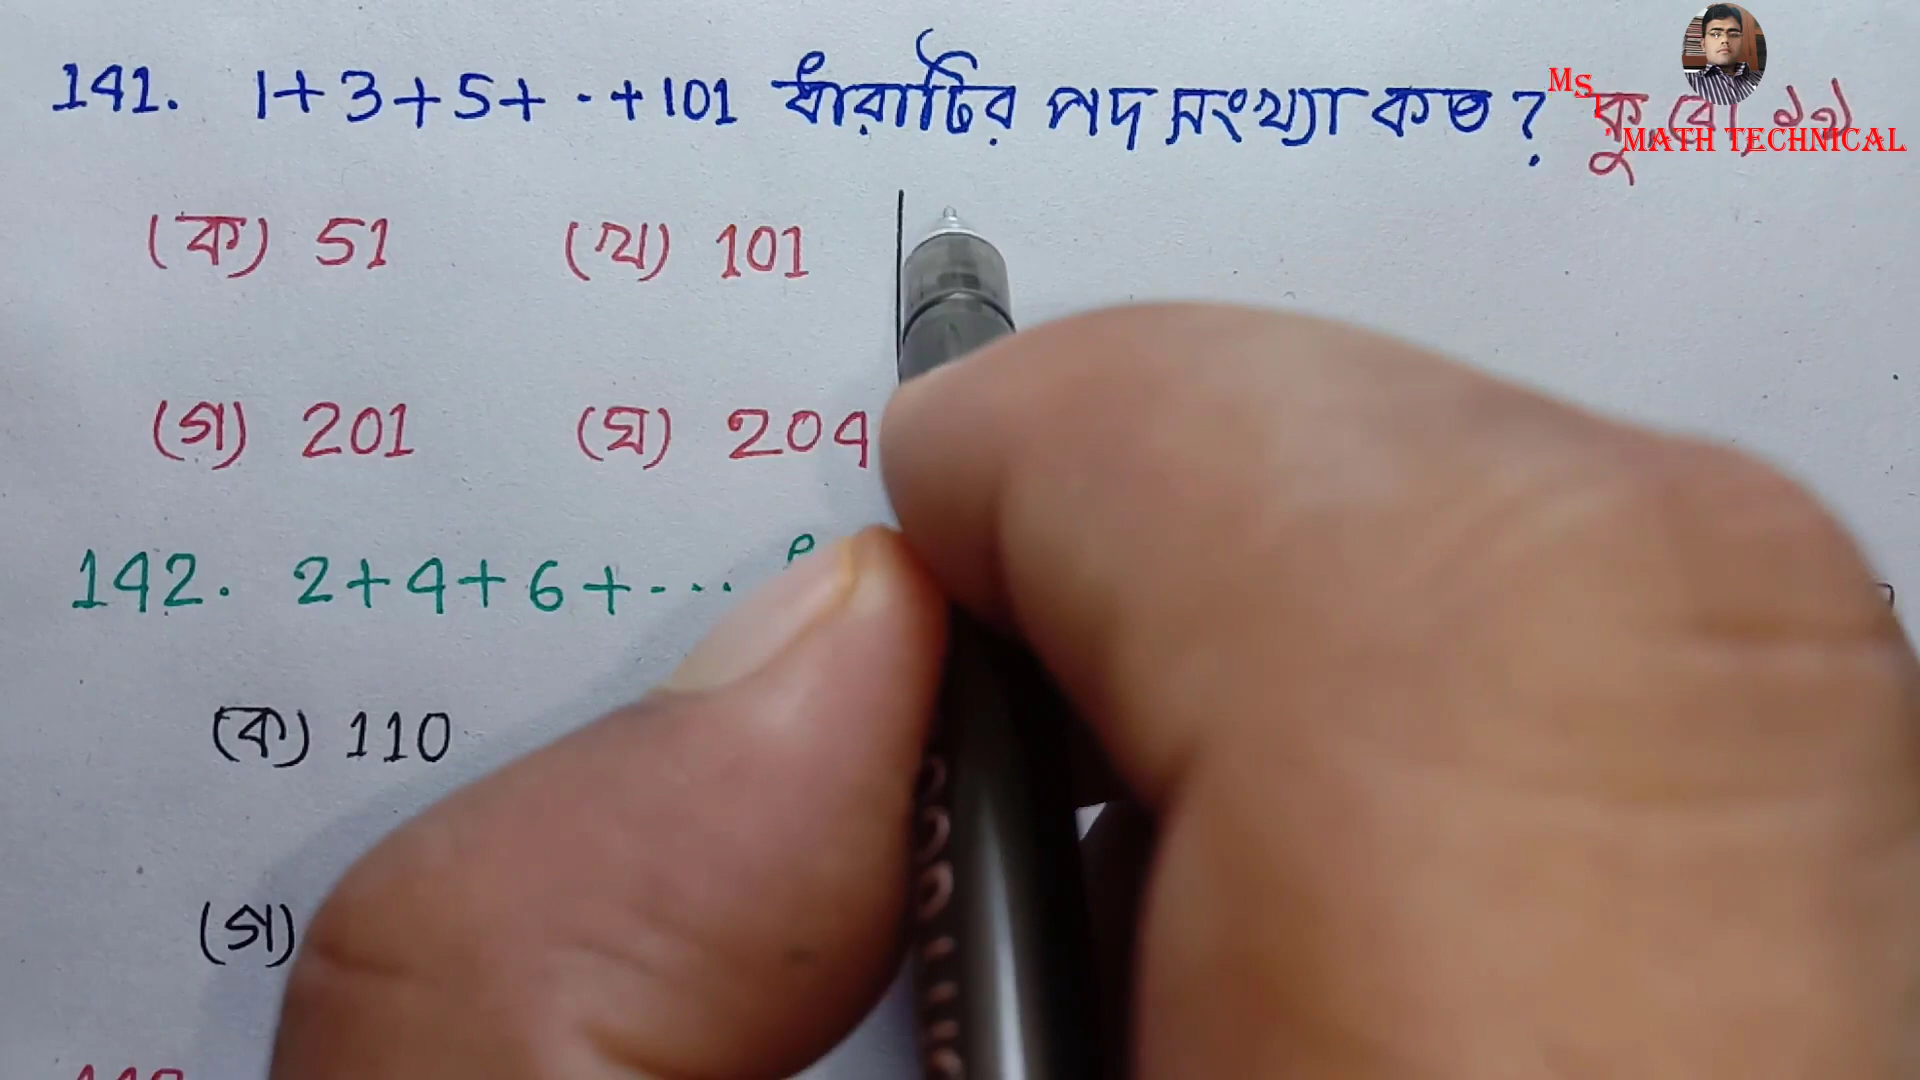 141. 1+3+5+··+101 ধারাটির পদ সংখ্যা কত? কু.বো, ১৭
MST
MATH TECHNICAL
(ক) 51 (খ) 101
(গ) 201 (ঘ) 204
142. 2+4+6+-···
(ক) 110
(গ)